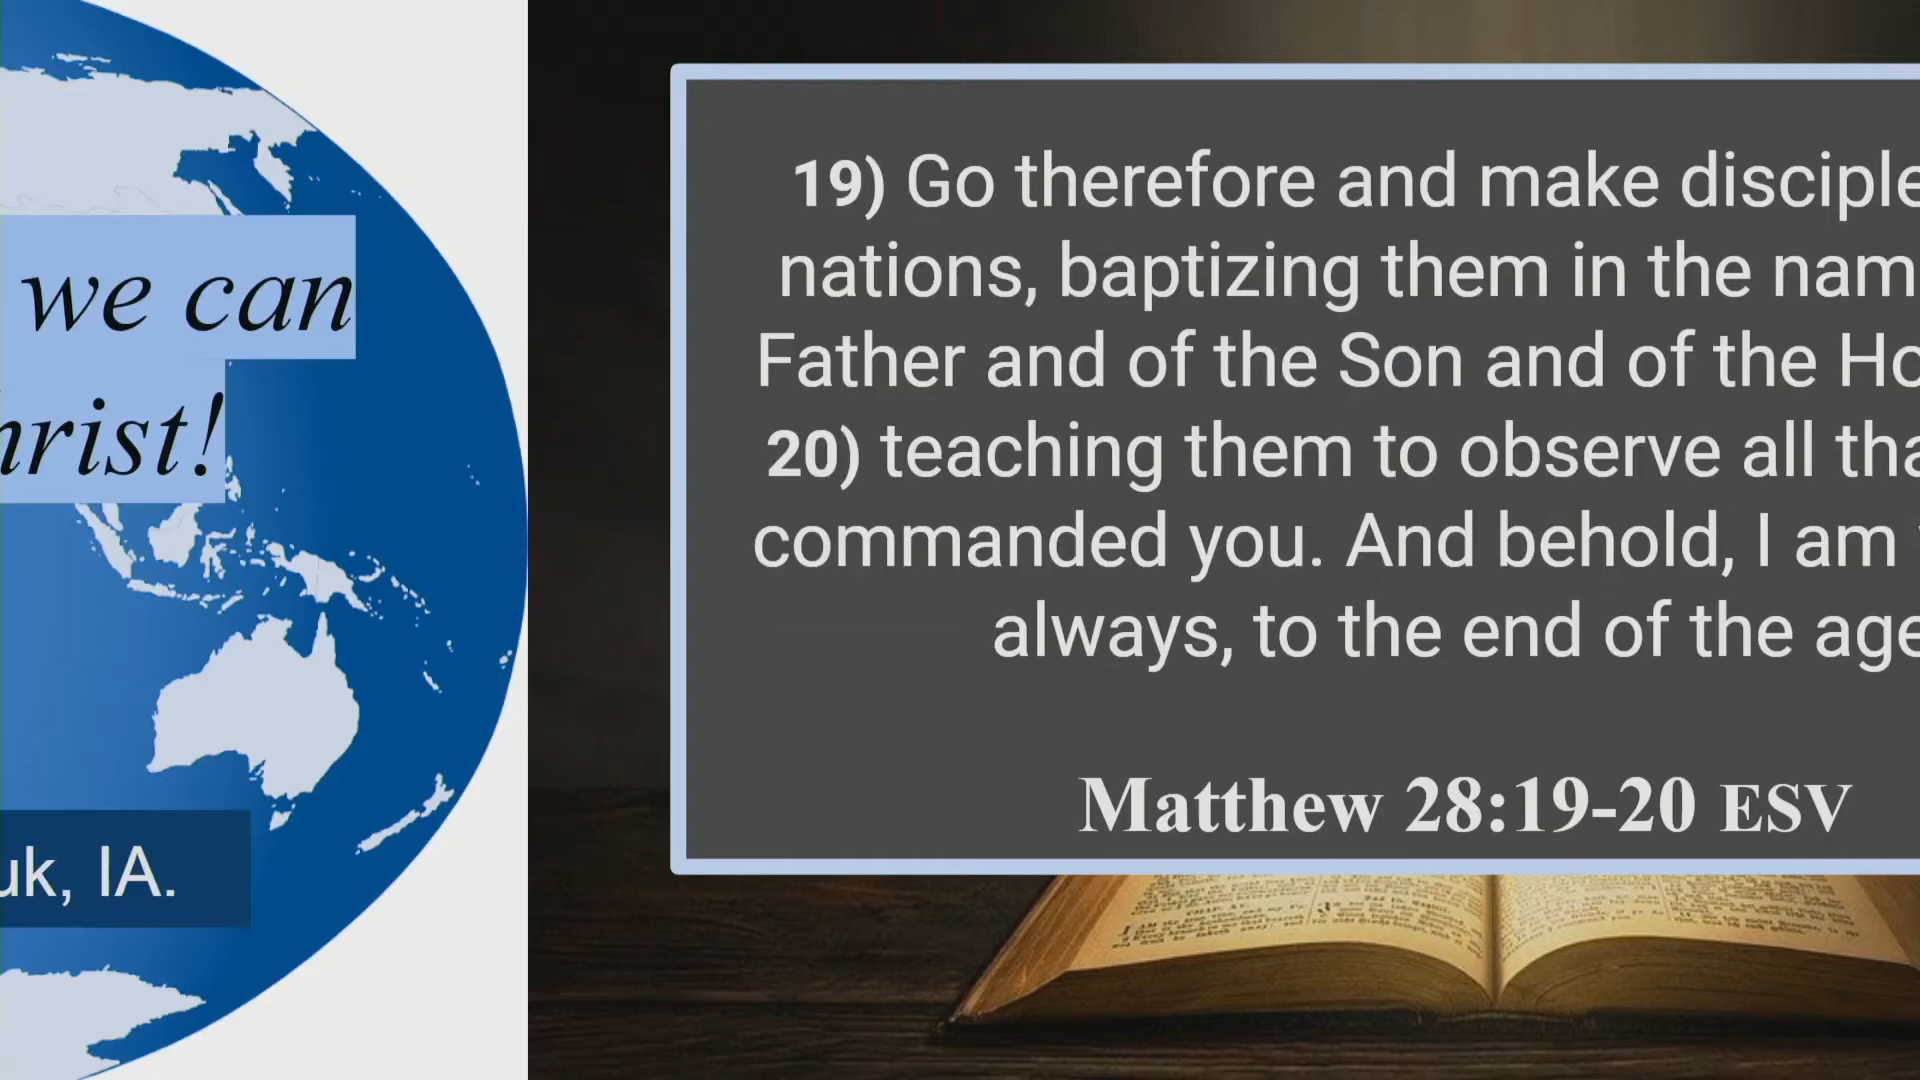 we can
hrist!
uk, IA.
19) Go therefore and make disciple
nations, baptizing them in the nam
Father and of the Son and of the Ho
20) teaching them to observe all tha
commanded you. And behold, I am
always, to the end of the age
Matthew 28:19-20 ESV